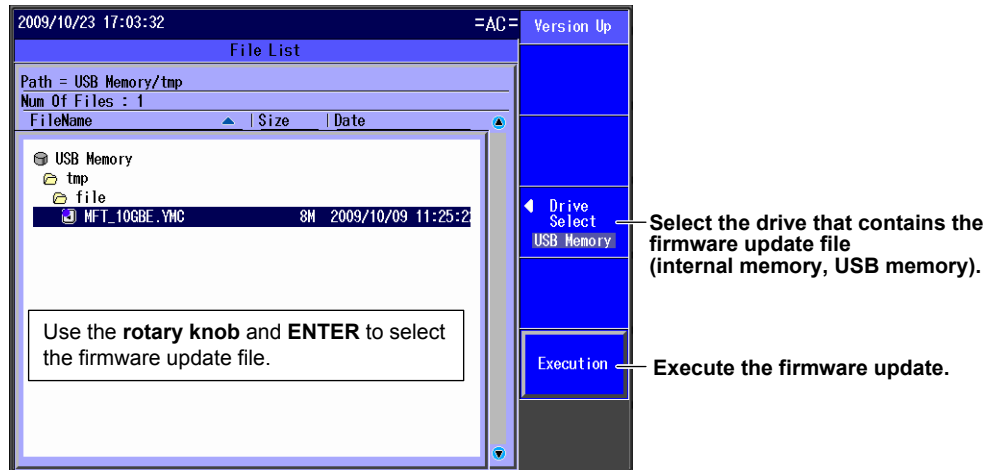 2009/10/23 17:03:32 =AC= Version Up
File List
Path = USB Memory/tmp
Num Of Files : 1
FileName Size Date
USB Memory
tmp
file
MFT_10GBE.YMC 8M 2009/10/09 11:25:2
Drive
Select
USB Memory
Select the drive that contains the
firmware update file
(internal memory, USB memory).
Use the rotary knob and ENTER to select
the firmware update file.
Execution
Execute the firmware update.